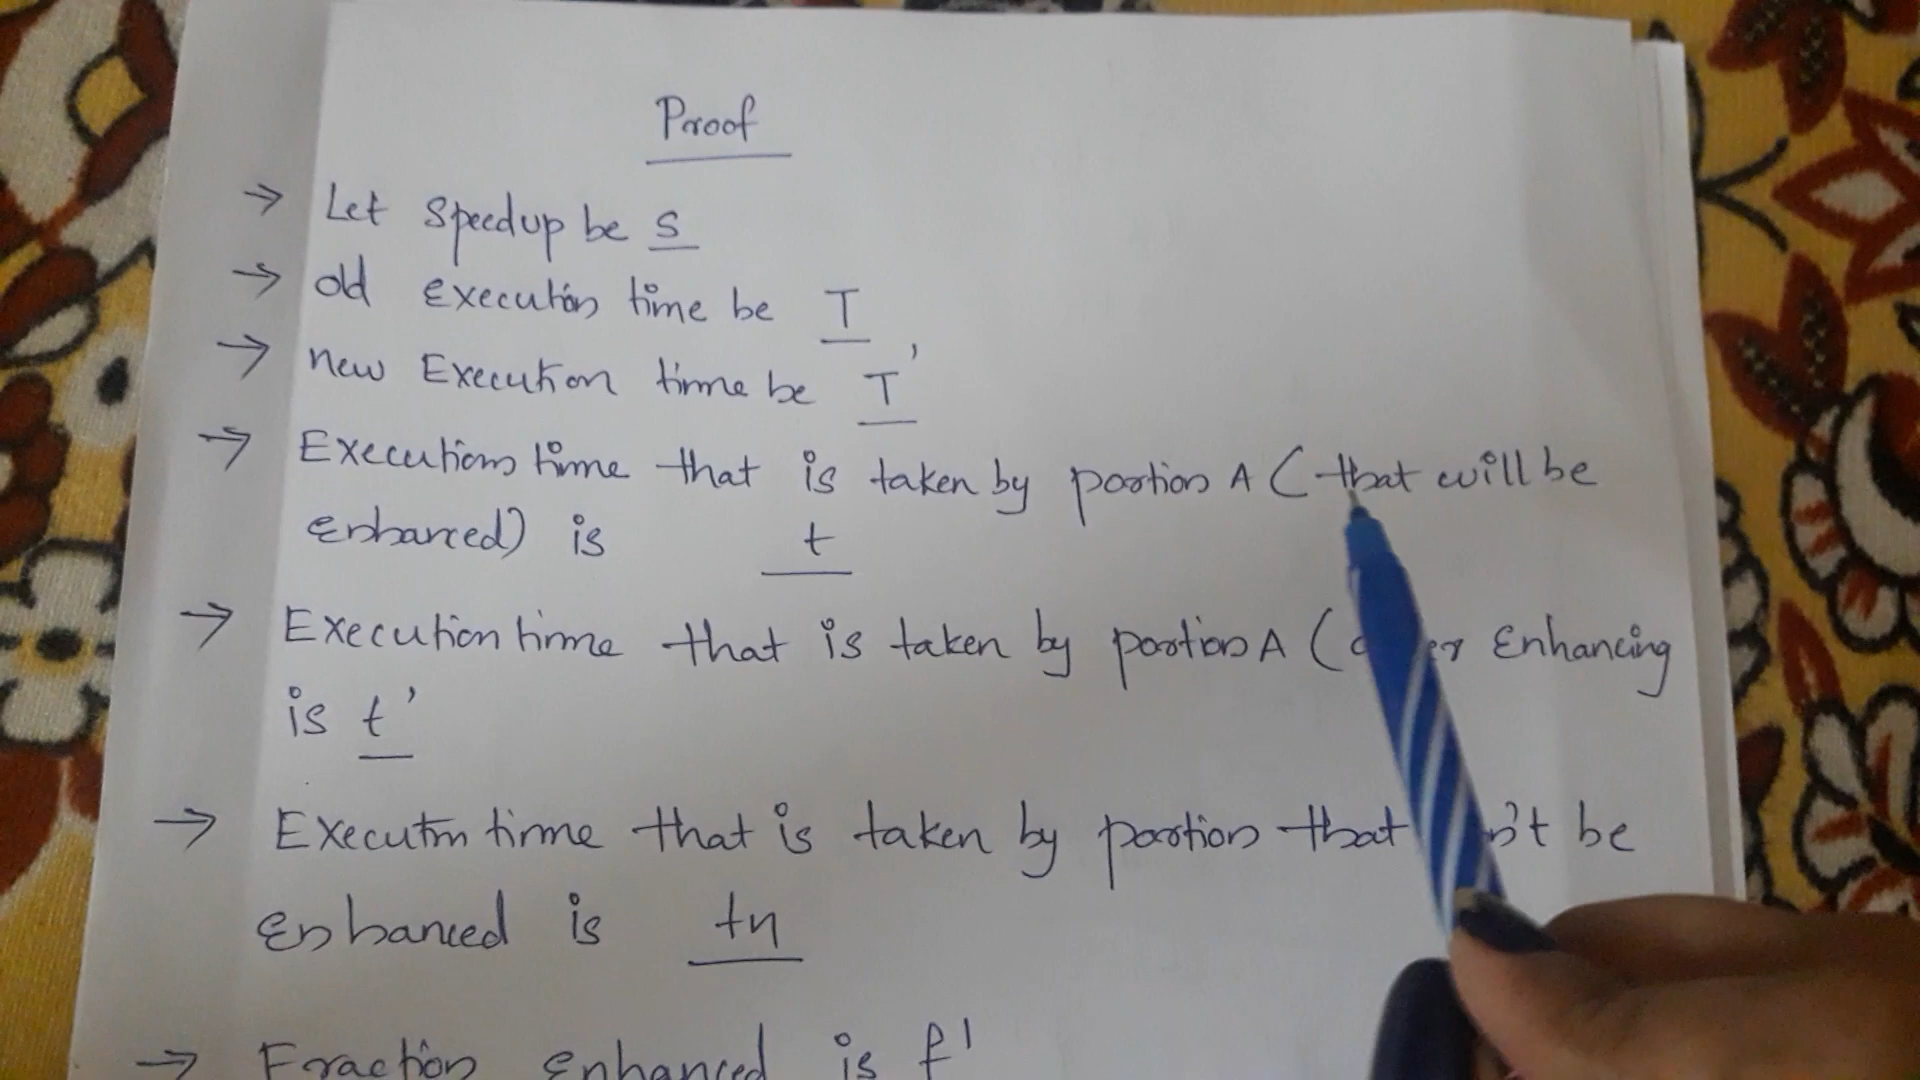 Proof
→ Let speedup be s
→ old execution time be T
→ new Execution time be T'
→ Execution time that is taken by portion A (that will be
enhanced) is t
→ Execution time that is taken by portion A ( Enhancing
is t'
→ Execution time that is taken by portion that be
enhanced is tn
→ Fraction enhanced is f'